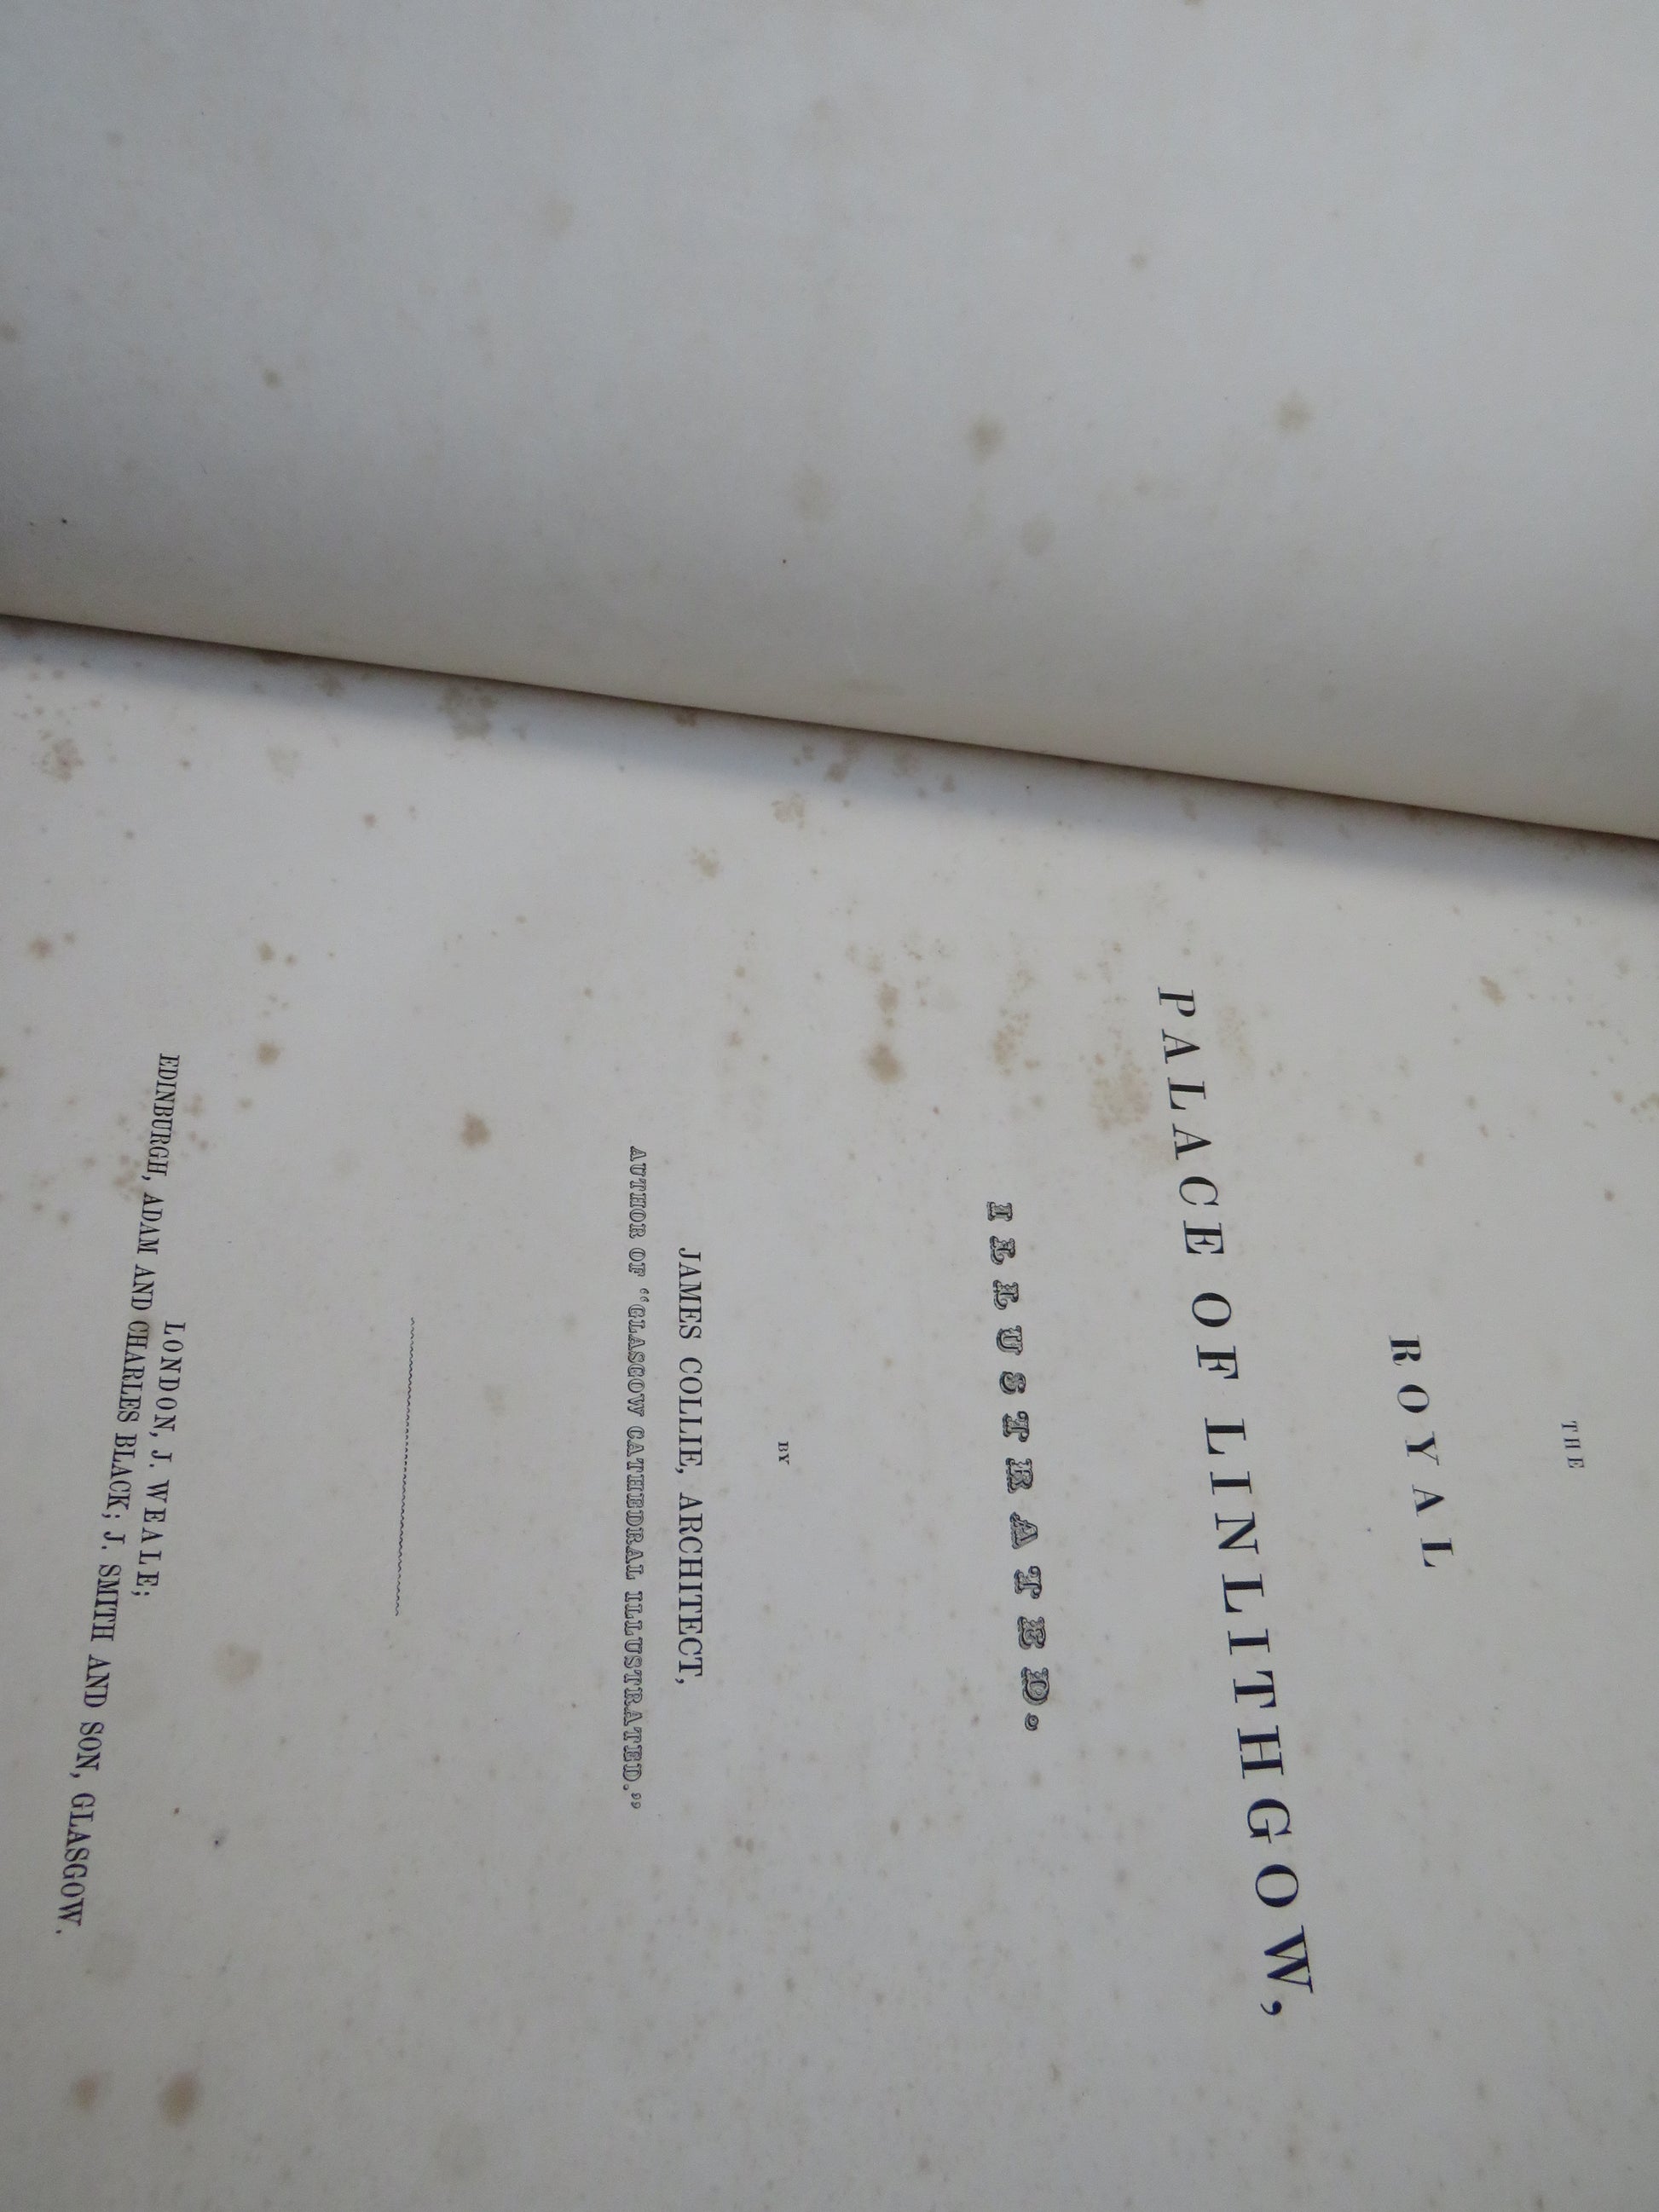 THE
ROYAL
PALACE OF LINLITHGOW,
ILLUSTRATED.
BY
JAMES COLLIE, ARCHITECT,
AUTHOR OF "GLASGOW CATHEDRAL ILLUSTRATED."
LONDON, J. WEALE;
EDINBURGH, ADAM AND CHARLES BLACK; J. SMITH AND SON, GLASGOW.